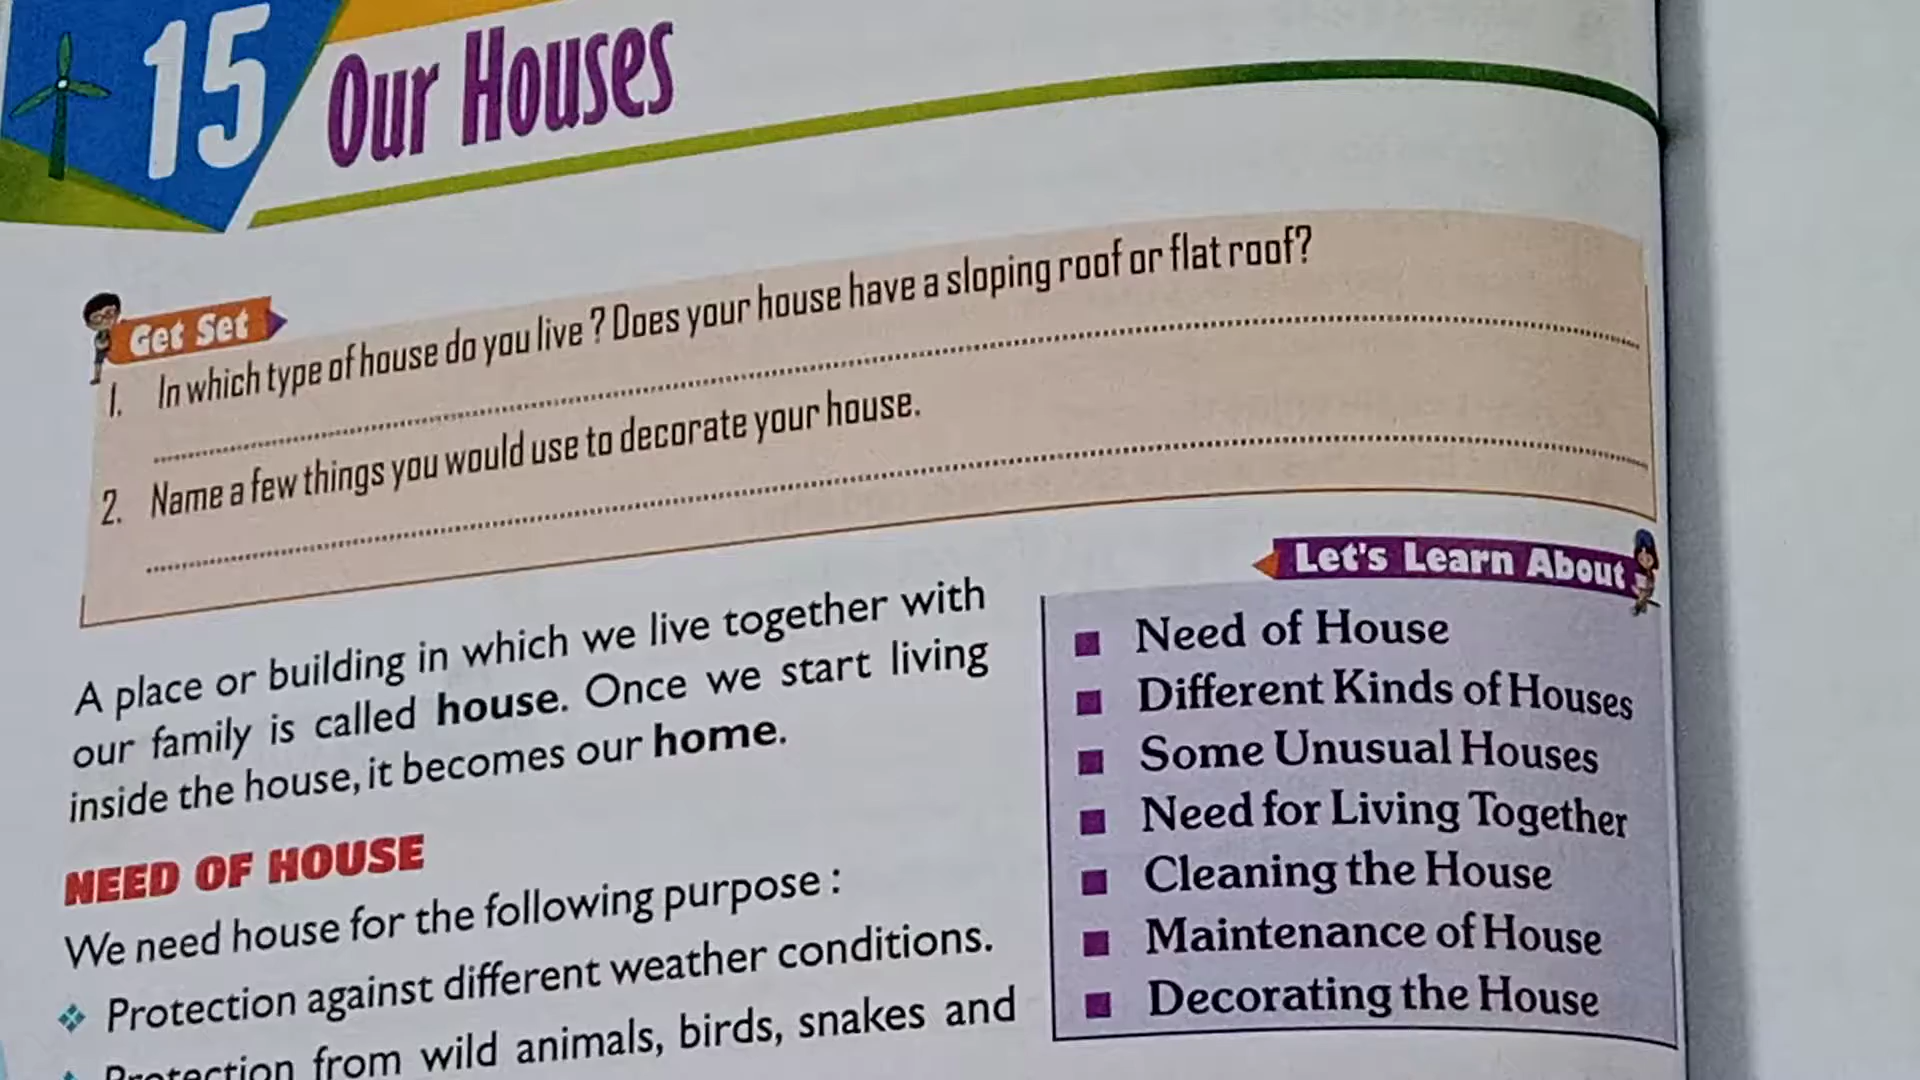 15 Our Houses
Get Set
1. In which type of house do you live ? Does your house have a sloping roof or flat roof?
2. Name a few things you would use to decorate your house.
A place or building in which we live together with
our family is called house. Once we start living
inside the house, it becomes our home.
NEED OF HOUSE
We need house for the following purpose :
Protection against different weather conditions.
Protection from wild animals, birds, snakes and
Let's Learn About
Need of House
Different Kinds of Houses
Some Unusual Houses
Need for Living Together
Cleaning the House
Maintenance of House
Decorating the House